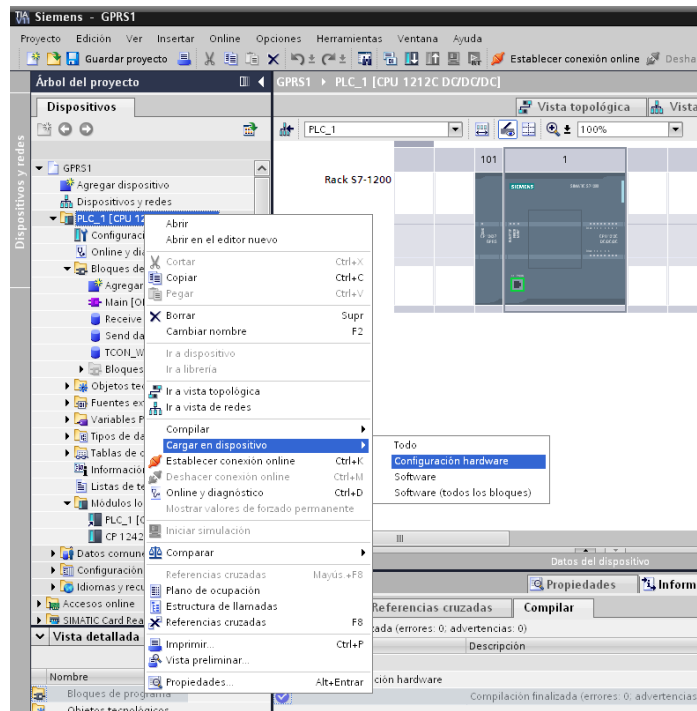 Siemens - GPRS1
Proyecto Edición Ver Insertar Online Opciones Herramientas Ventana Ayuda
Guardar proyecto Establecer conexión online Desha
Árbol del proyecto
GPRS1 PLC_1 [CPU 1212C DC/DC/DC]
Dispositivos
Vista topológica Vista
Dispositivos y redes
PLC_1 100%
GPRS1
Agregar dispositivo
Dispositivos y redes
PLC_1 [CPU 12
Configuraci
Online y dia
Bloques de
Agregar
Main [O
Receive
Send da
TCON_W
Bloques
Objetos tec
Fuentes ex
Variables P
Tipos de da
Tablas de
Informació
Listas de te
Módulos lo
PLC_1 [C
CP 1242
Datos comune
Configuración
Idiomas y recu
Accesos online
SIMATIC Card Rea
Vista detallada
Nombre
Bloques de programa
Objetos tecnológicos
101 1
Rack S7-1200
SIEMENS
Abrir
Abrir en el editor nuevo
Cortar Ctrl+X
Copiar Ctrl+C
Pegar Ctrl+V
Borrar Supr
Cambiar nombre F2
Ir a dispositivo
Ir a librería
Ir a vista topológica
Ir a vista de redes
Compilar
Cargar en dispositivo
Establecer conexión online Ctrl+K
Deshacer conexión online Ctrl+M
Online y diagnóstico Ctrl+D
Mostrar valores de forzado permanente
Iniciar simulación
Comparar
Referencias cruzadas Mayús.+F8
Plano de ocupación
Estructura de llamadas
Referencias cruzadas F8
Imprimir... Ctrl+P
Vista preliminar...
Propiedades... Alt+Entrar
Todo
Configuración hardware
Software
Software (todos los bloques)
Datos del dispositivo
Propiedades Inform
Referencias cruzadas Compilar
zada (errores: 0; advertencias: 0)
Descripción
ción hardware
Compilación finalizada (errores: 0; advertencias